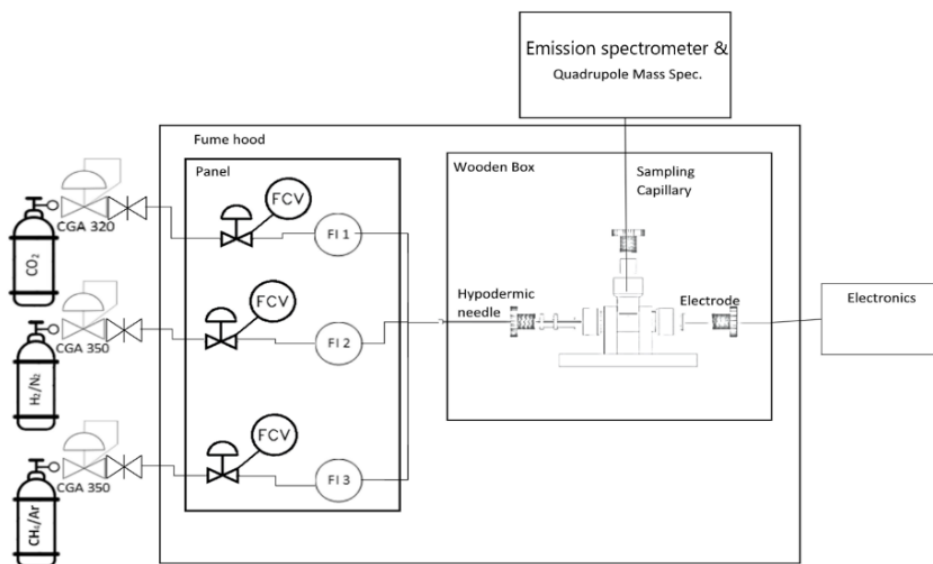 Emission spectrometer &
Quadrupole Mass Spec.
Fume hood
Panel
Wooden Box
Sampling
Capillary
FCV
CGA 320
FI 1
CO₂
FCV
Hypodermic
needle
Electrode
Electronics
CGA 350
FI 2
H₂/N₂
FCV
CGA 350
FI 3
CH₄/Ar